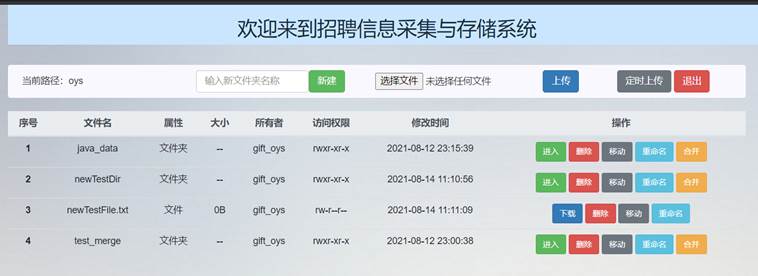 欢迎来到招聘信息采集与存储系统
当前路径：oys 输入新文件夹名称 新建 选择文件 未选择任何文件 上传 定时上传 退出
序号 文件名 属性 大小 所有者 访问权限 修改时间 操作
1 java_data 文件夹 -- gift_oys rwxr-xr-x 2021-08-12 23:15:39 进入 删除 移动 重命名 合并
2 newTestDir 文件夹 -- gift_oys rwxr-xr-x 2021-08-14 11:10:56 进入 删除 移动 重命名 合并
3 newTestFile.txt 文件 0B gift_oys rw-r--r-- 2021-08-14 11:11:09 下载 删除 移动 重命名
4 test_merge 文件夹 -- gift_oys rwxr-xr-x 2021-08-12 23:00:38 进入 删除 移动 重命名 合并